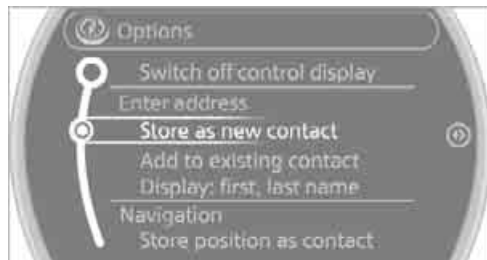 Options
Switch off control display
Enter address
Store as new contact
Add to existing contact
Display: first, last name
Navigation
Store position as contact